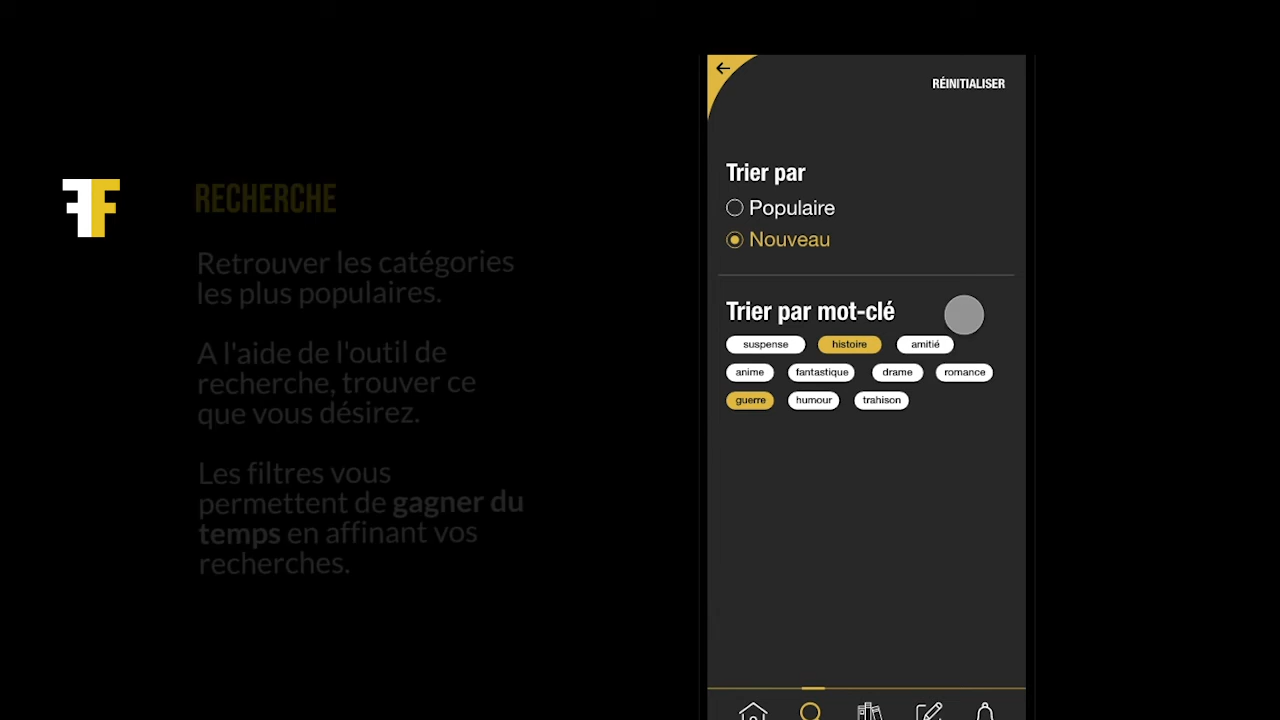 FF
RECHERCHE
Retrouver les catégories
les plus populaires.
A l'aide de l'outil de
recherche, trouver ce
que vous désirez.
Les filtres vous
permettent de gagner du
temps en affinant vos
recherches.
RÉINITIALISER
Trier par
Populaire
Nouveau
Trier par mot-clé
suspense histoire amitié
anime fantastique drame romance
guerre humour trahison